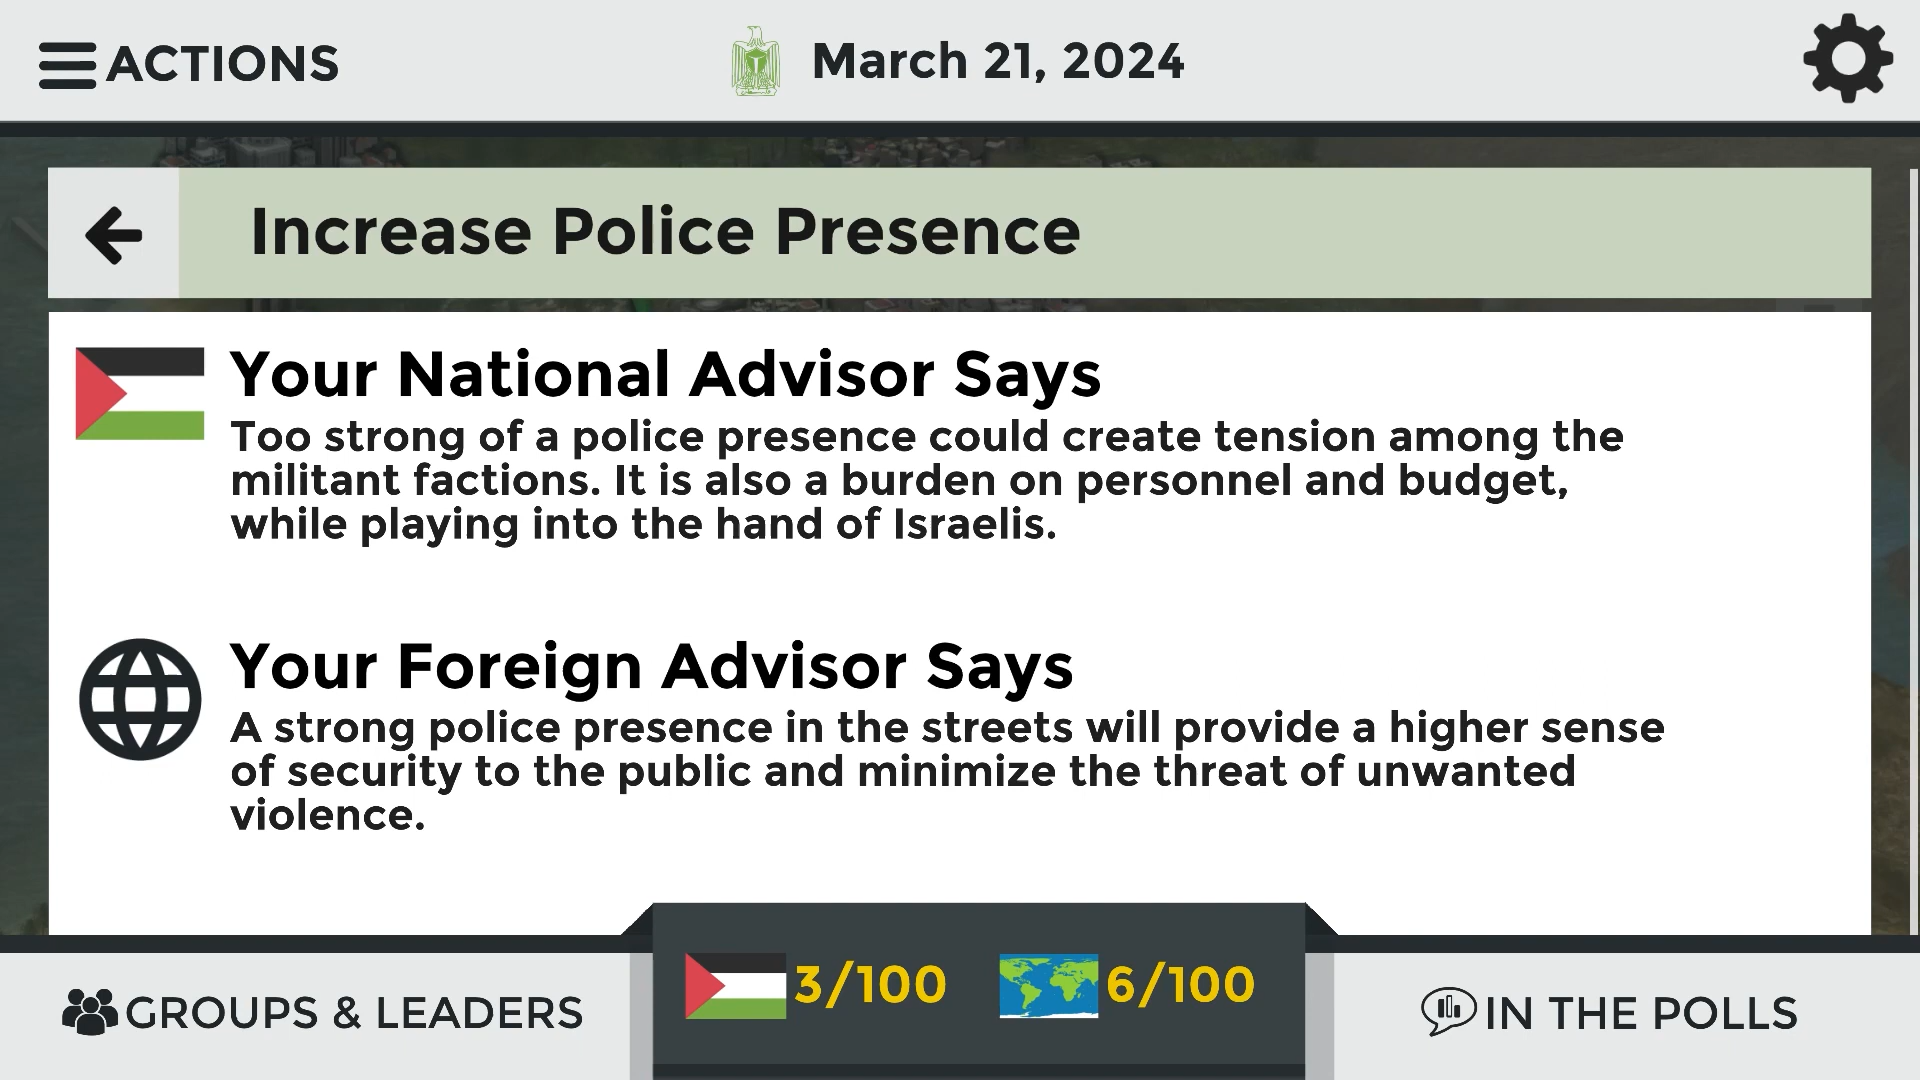 ACTIONS
March 21, 2024
Increase Police Presence
Your National Advisor Says
Too strong of a police presence could create tension among the
militant factions. It is also a burden on personnel and budget,
while playing into the hand of Israelis.
Your Foreign Advisor Says
A strong police presence in the streets will provide a higher sense
of security to the public and minimize the threat of unwanted
violence.
GROUPS & LEADERS
3/100
6/100
IN THE POLLS